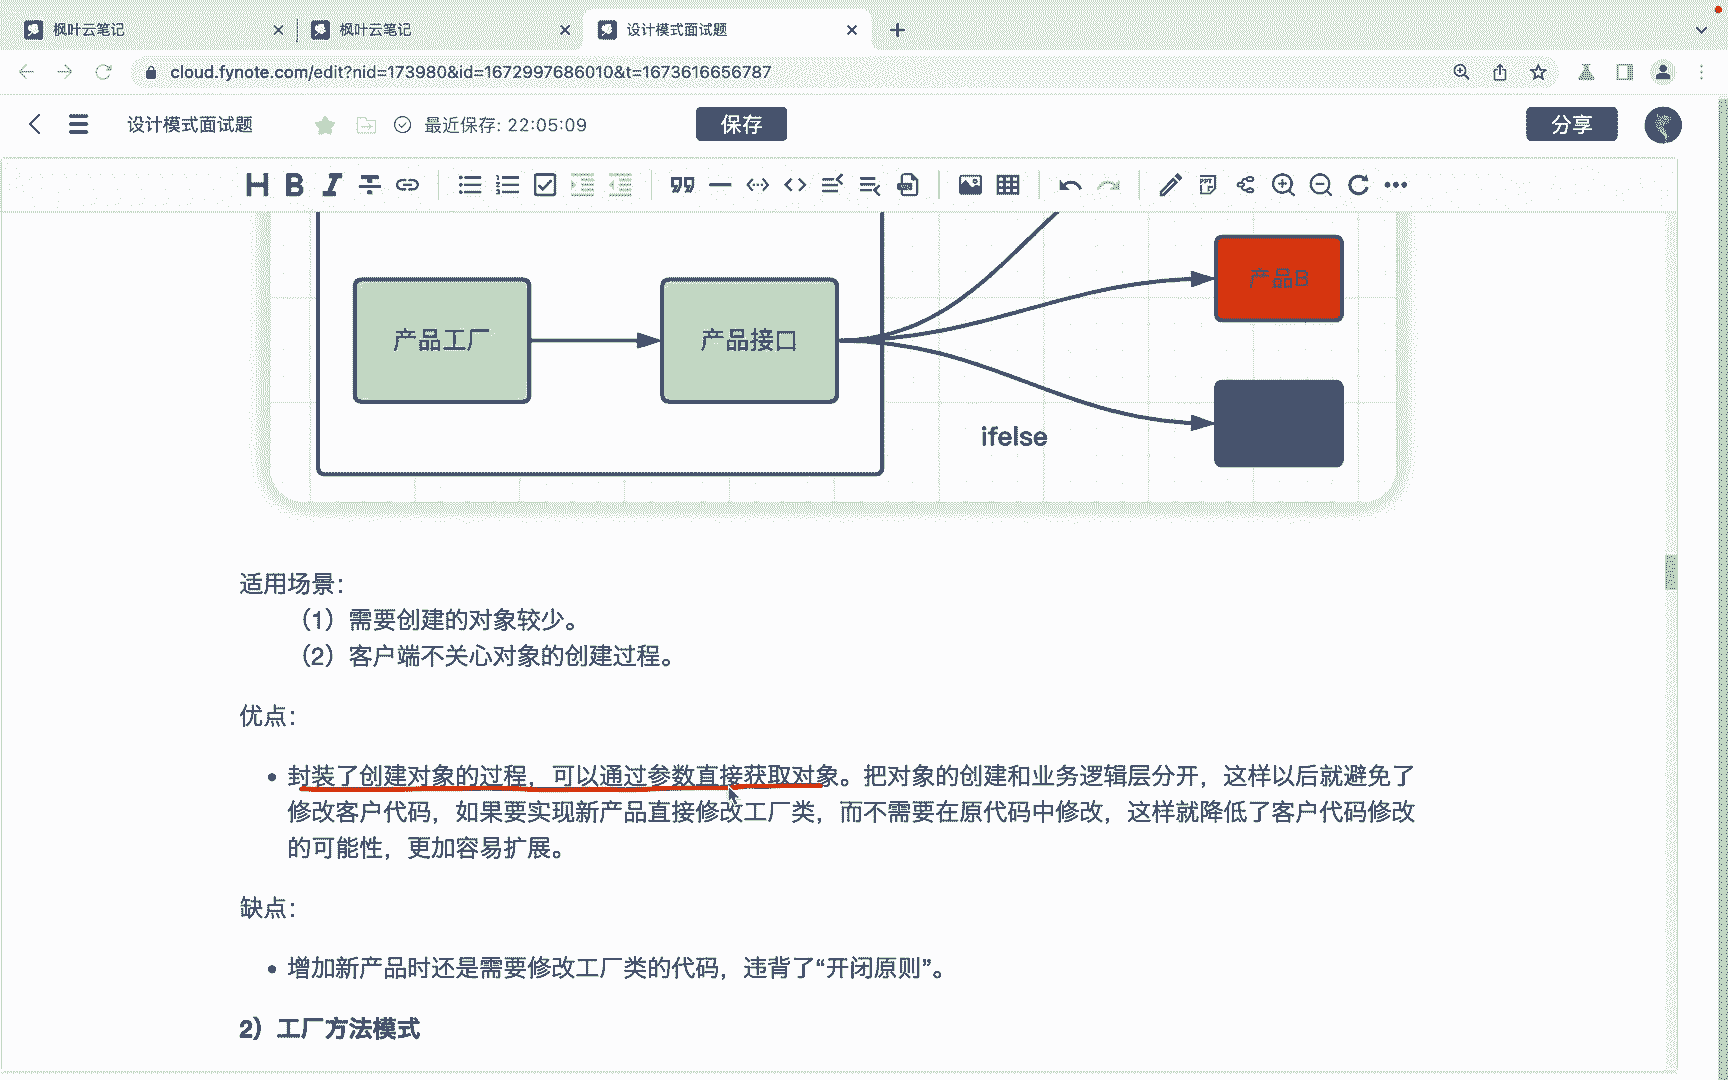 枫叶云笔记
枫叶云笔记
设计模式面试题
cloud.fynote.com/edit?nid=173980&id=1672997686010&t=1673616656787
设计模式面试题
最近保存: 22:05:09
保存
分享
产品B
产品工厂
产品接口
ifelse
适用场景：
（1）需要创建的对象较少。
（2）客户端不关心对象的创建过程。
优点：
封装了创建对象的过程，可以通过参数直接获取对象。把对象的创建和业务逻辑层分开，这样以后就避免了
修改客户代码，如果要实现新产品直接修改工厂类，而不需要在原代码中修改，这样就降低了客户代码修改
的可能性，更加容易扩展。
缺点：
增加新产品时还是需要修改工厂类的代码，违背了“开闭原则”。
2）工厂方法模式